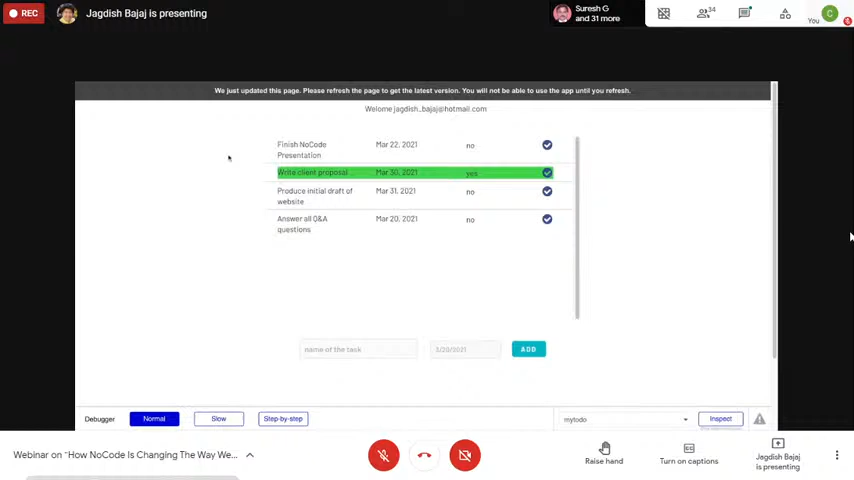 REC
Jagdish Bajaj is presenting
Suresh G
and 31 more
34
You
C
We just updated this page. Please refresh the page to get the latest version. You will not be able to use the app until you refresh.
Welome jagdish_bajaj@hotmail.com
Finish NoCode
Presentation
Mar 22, 2021
no
Write client proposal
Mar 30, 2021
yes
Produce initial draft of
website
Mar 31, 2021
no
Answer all Q&A
questions
Mar 20, 2021
no
name of the task
3/20/2021
ADD
Debugger
Normal
Slow
Step-by-step
mytodo
Inspect
Webinar on "How NoCode Is Changing The Way We...
Raise hand
CC
Turn on captions
Jagdish Bajaj
is presenting